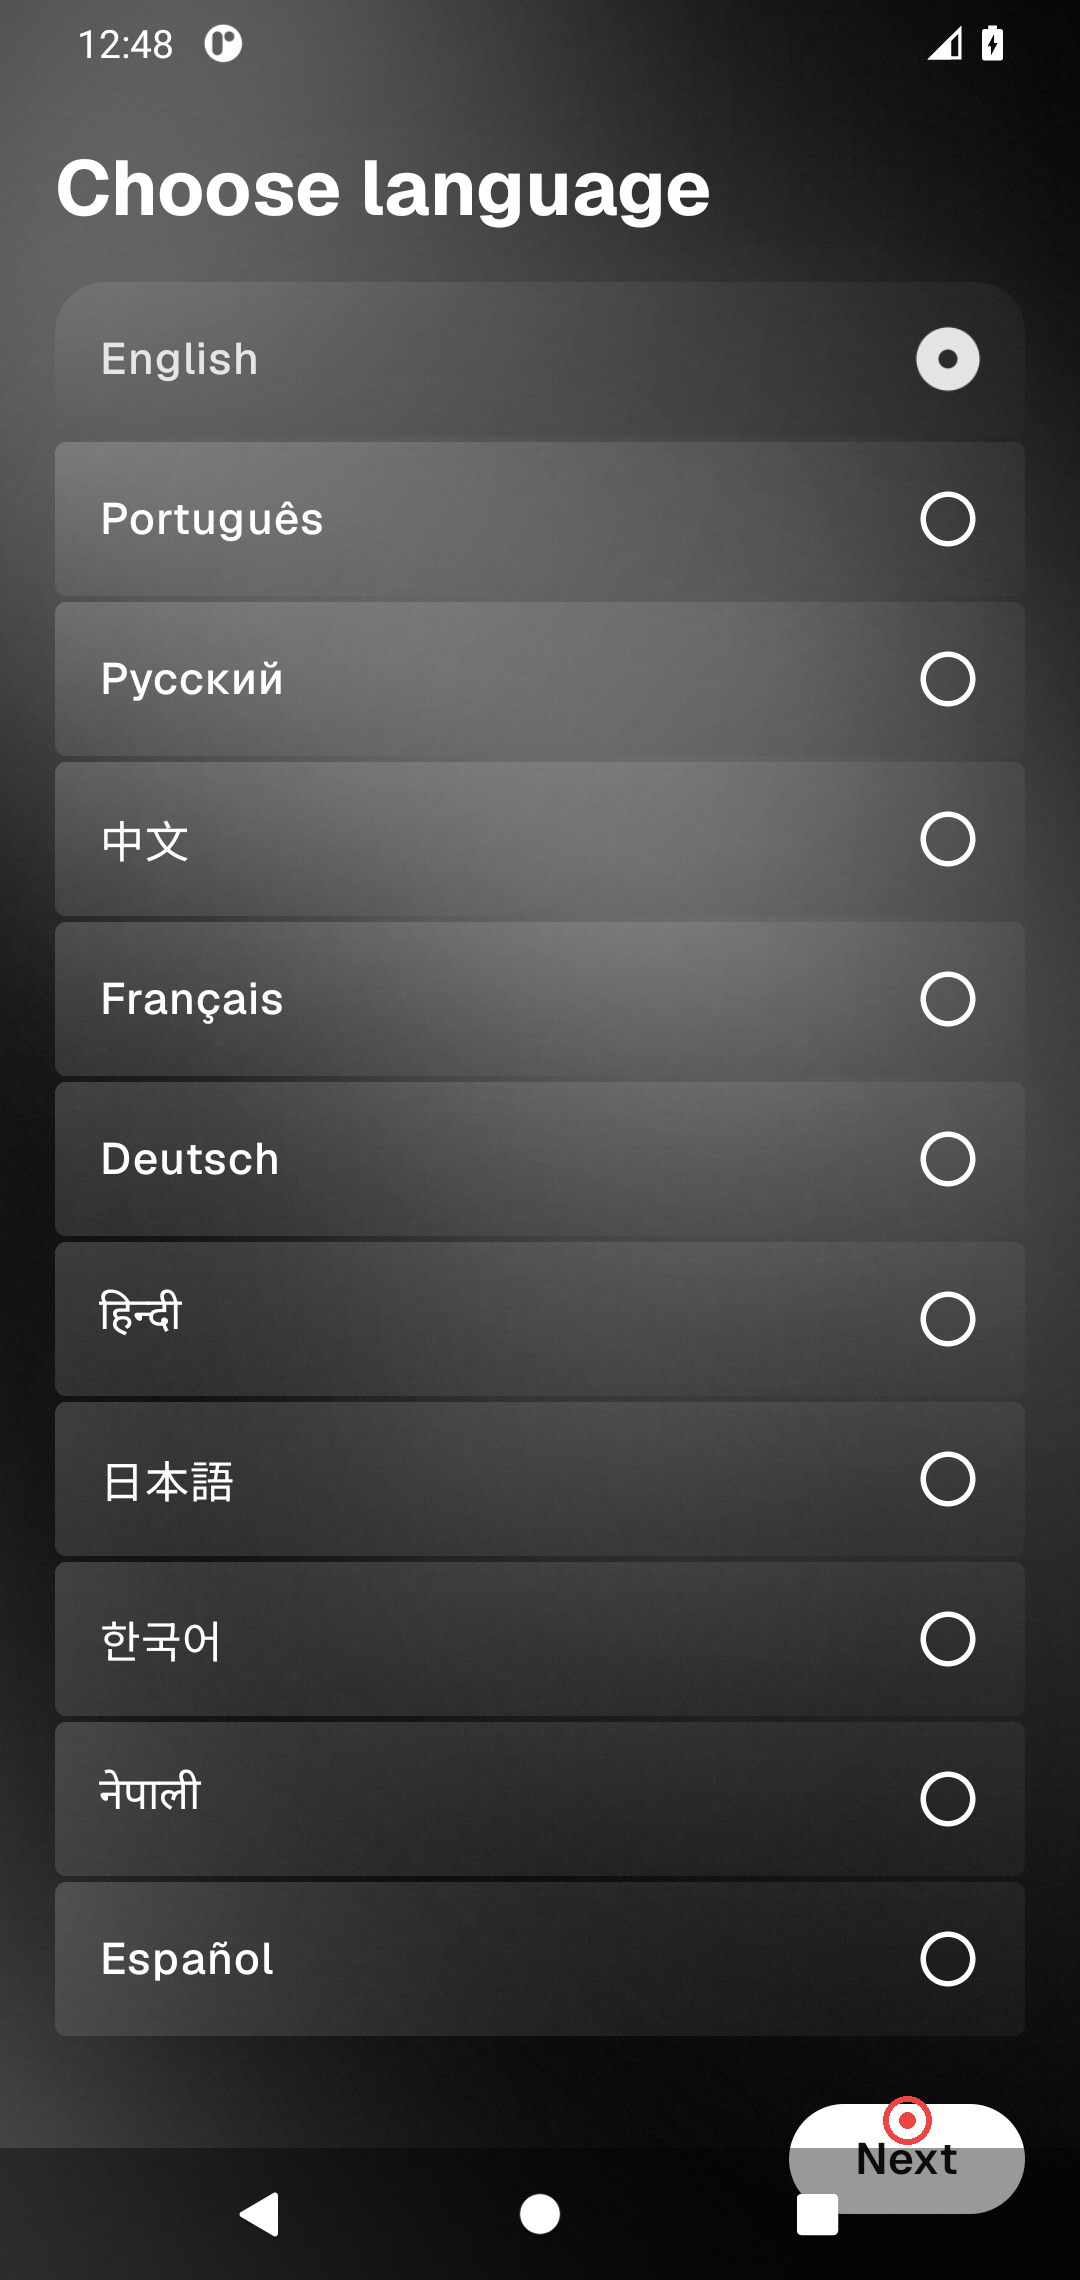 12:48
Choose language
English
Português
Русский
中文
Français
Deutsch
हिन्दी
日本語
한국어
नेपाली
Español
Next